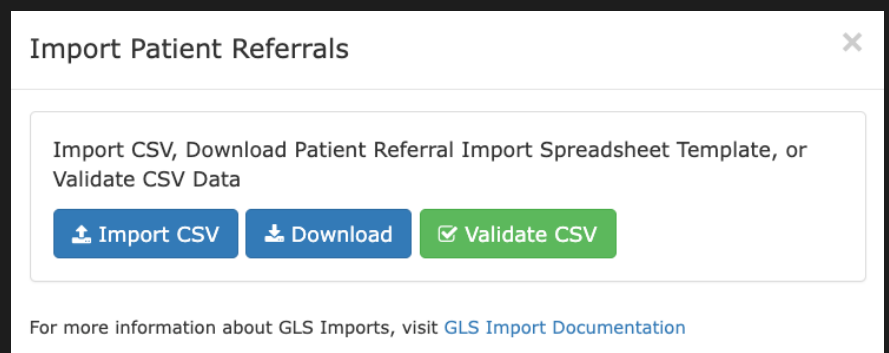 Import Patient Referrals
×
Import CSV, Download Patient Referral Import Spreadsheet Template, or
Validate CSV Data
Import CSV Download Validate CSV
For more information about GLS Imports, visit GLS Import Documentation